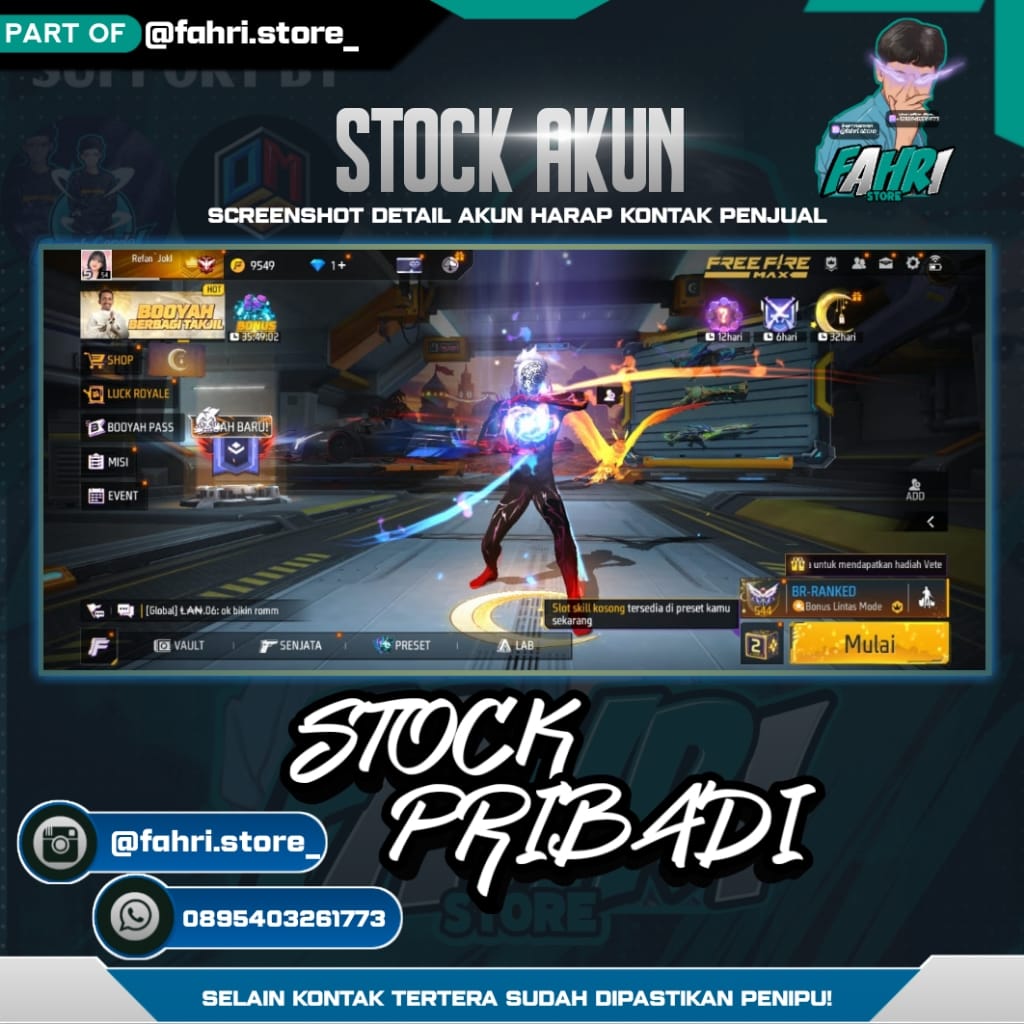 PART OF @fahri.store_
SUPPORT BY
STOCK AKUN
SCREENSHOT DETAIL AKUN HARAP KONTAK PENJUAL
FAHRI
STORE
Refan Jokl
9549
1+
FREE FIRE
MAX
HOT
BOOYAH
BERBAGI TAKJIL
BONUS
35:49:02
12hari
6hari
32hari
SHOP
LUCK ROYALE
BOOYAH PASS
AH BARU!
MISI
EVENT
ADD
a untuk mendapatkan hadiah Vete
BR-RANKED
Bonus Lintas Mode
544
[Global] ŁAN.06: ok bikin romm
Slot skill kosong tersedia di preset kamu
sekarang
VAULT
SENJATA
PRESET
LAB
2
Mulai
STOCK
PRIBADI
@fahri.store_
0895403261773
STORE
SELAIN KONTAK TERTERA SUDAH DIPASTIKAN PENIPU!